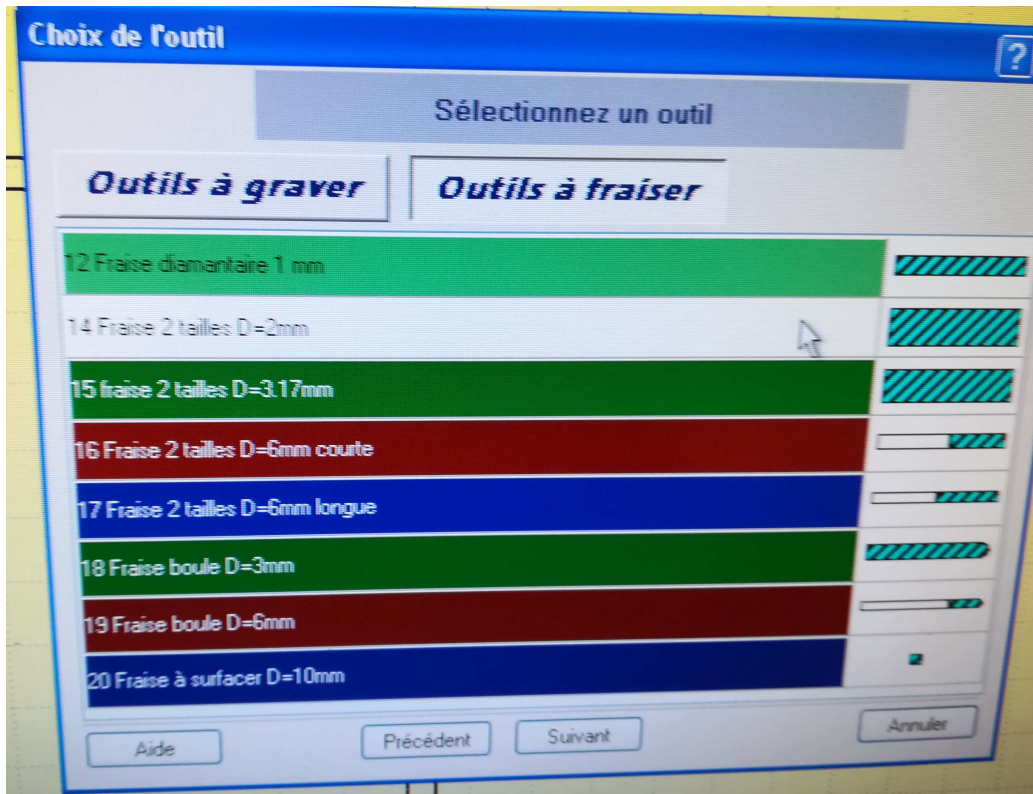 Choix de l'outil
?
Sélectionnez un outil
Outils à graver
Outils à fraiser
12 Fraise diamantaire 1 mm
14 Fraise 2 tailles D=2mm
15 fraise 2 tailles D=3.17mm
16 Fraise 2 tailles D=6mm courte
17 Fraise 2 tailles D=6mm longue
18 Fraise boule D=3mm
19 Fraise boule D=6mm
20 Fraise à surfacer D=10mm
Aide
Précédent
Suivant
Annuler